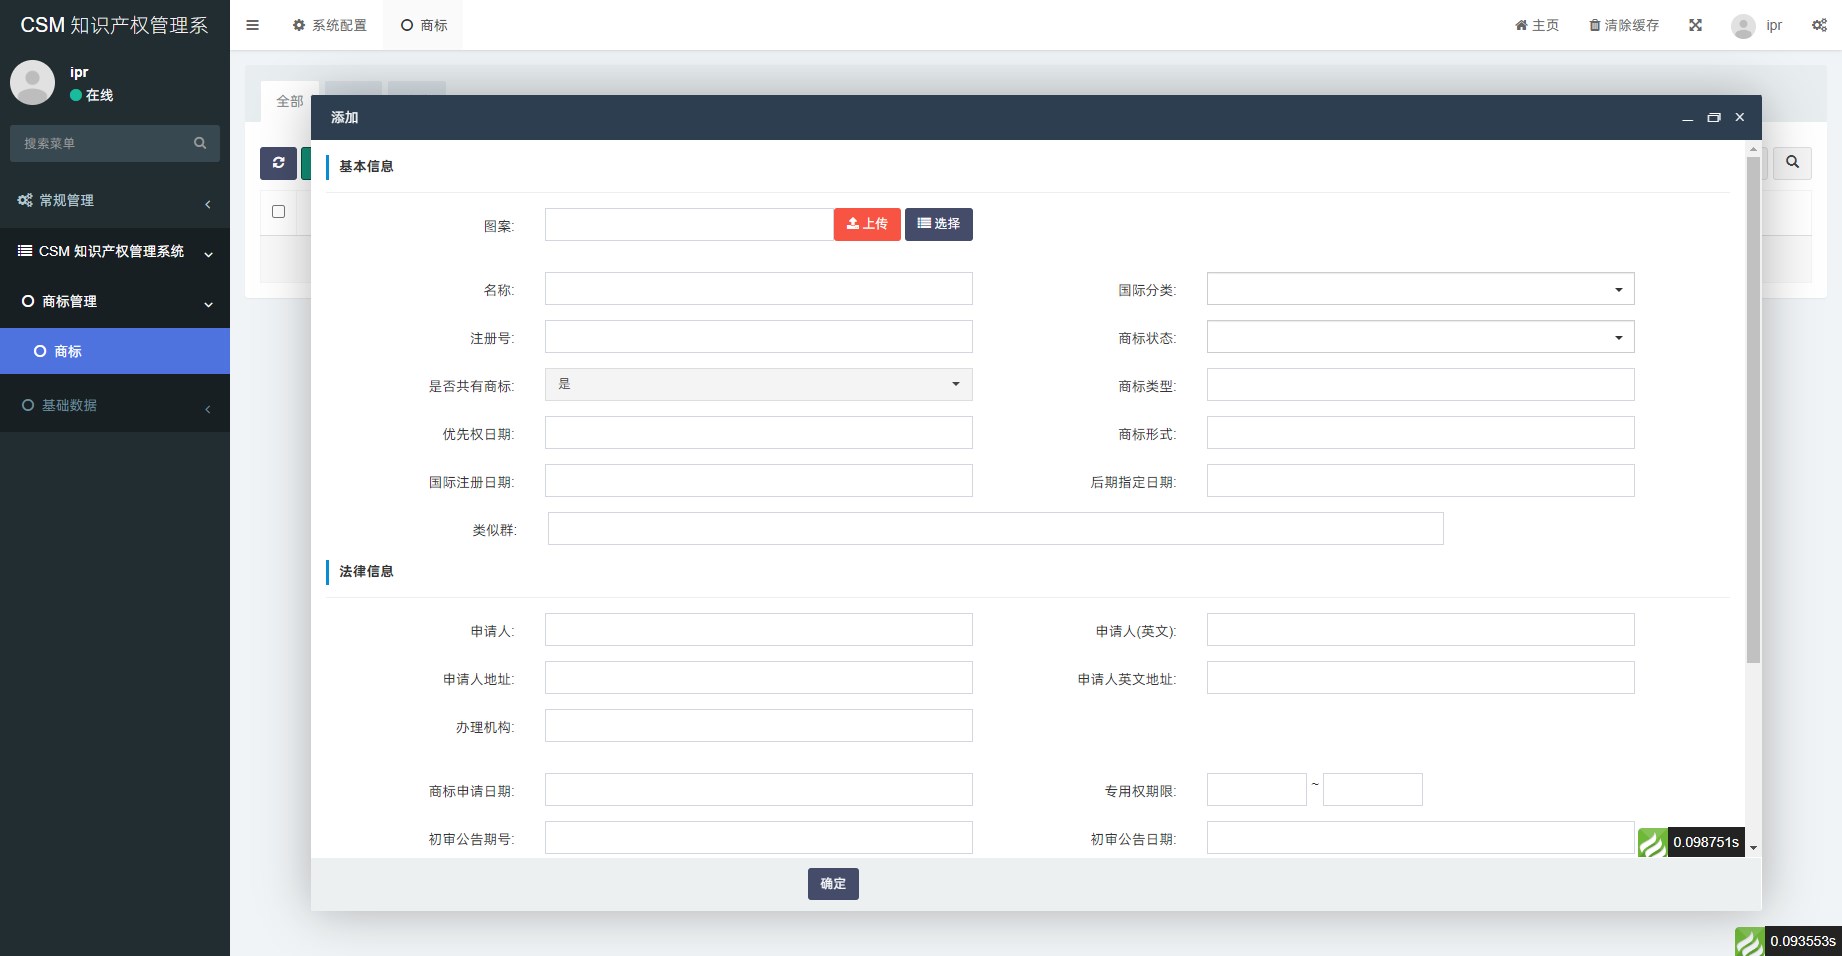 CSM 知识产权管理系
系统配置
商标
主页
清除缓存
ipr
ipr
在线
搜索菜单
常规管理
CSM 知识产权管理系统
商标管理
商标
基础数据
全部
添加
基本信息
图案:
上传
选择
名称:
国际分类:
注册号:
商标状态:
是否共有商标:
是
商标类型:
优先权日期:
商标形式:
国际注册日期:
后期指定日期:
类似群:
法律信息
申请人:
申请人(英文):
申请人地址:
申请人英文地址:
办理机构:
商标申请日期:
专用权期限:
~
初审公告期号:
初审公告日期:
0.098751s
确定
0.093553s